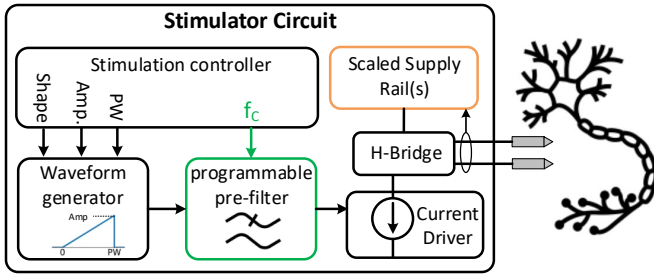 Stimulator Circuit
Stimulation controller
Shape
Amp.
PW
fc
Scaled Supply
Rail(s)
H-Bridge
Waveform
generator
Amp
0
PW
programmable
pre-filter
Current
Driver